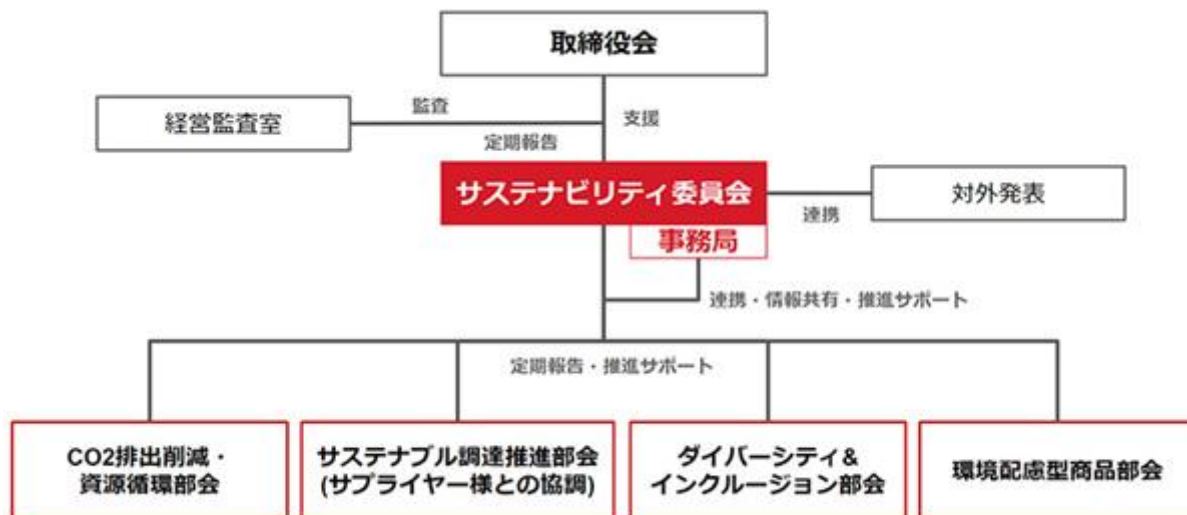 取締役会
監査
経営監査室
支援
定期報告
サステナビリティ委員会
対外発表
連携
事務局
連携・情報共有・推進サポート
定期報告・推進サポート
CO2排出削減・
資源循環部会
サステナブル調達推進部会
(サプライヤー様との協調)
ダイバーシティ&
インクルージョン部会
環境配慮型商品部会